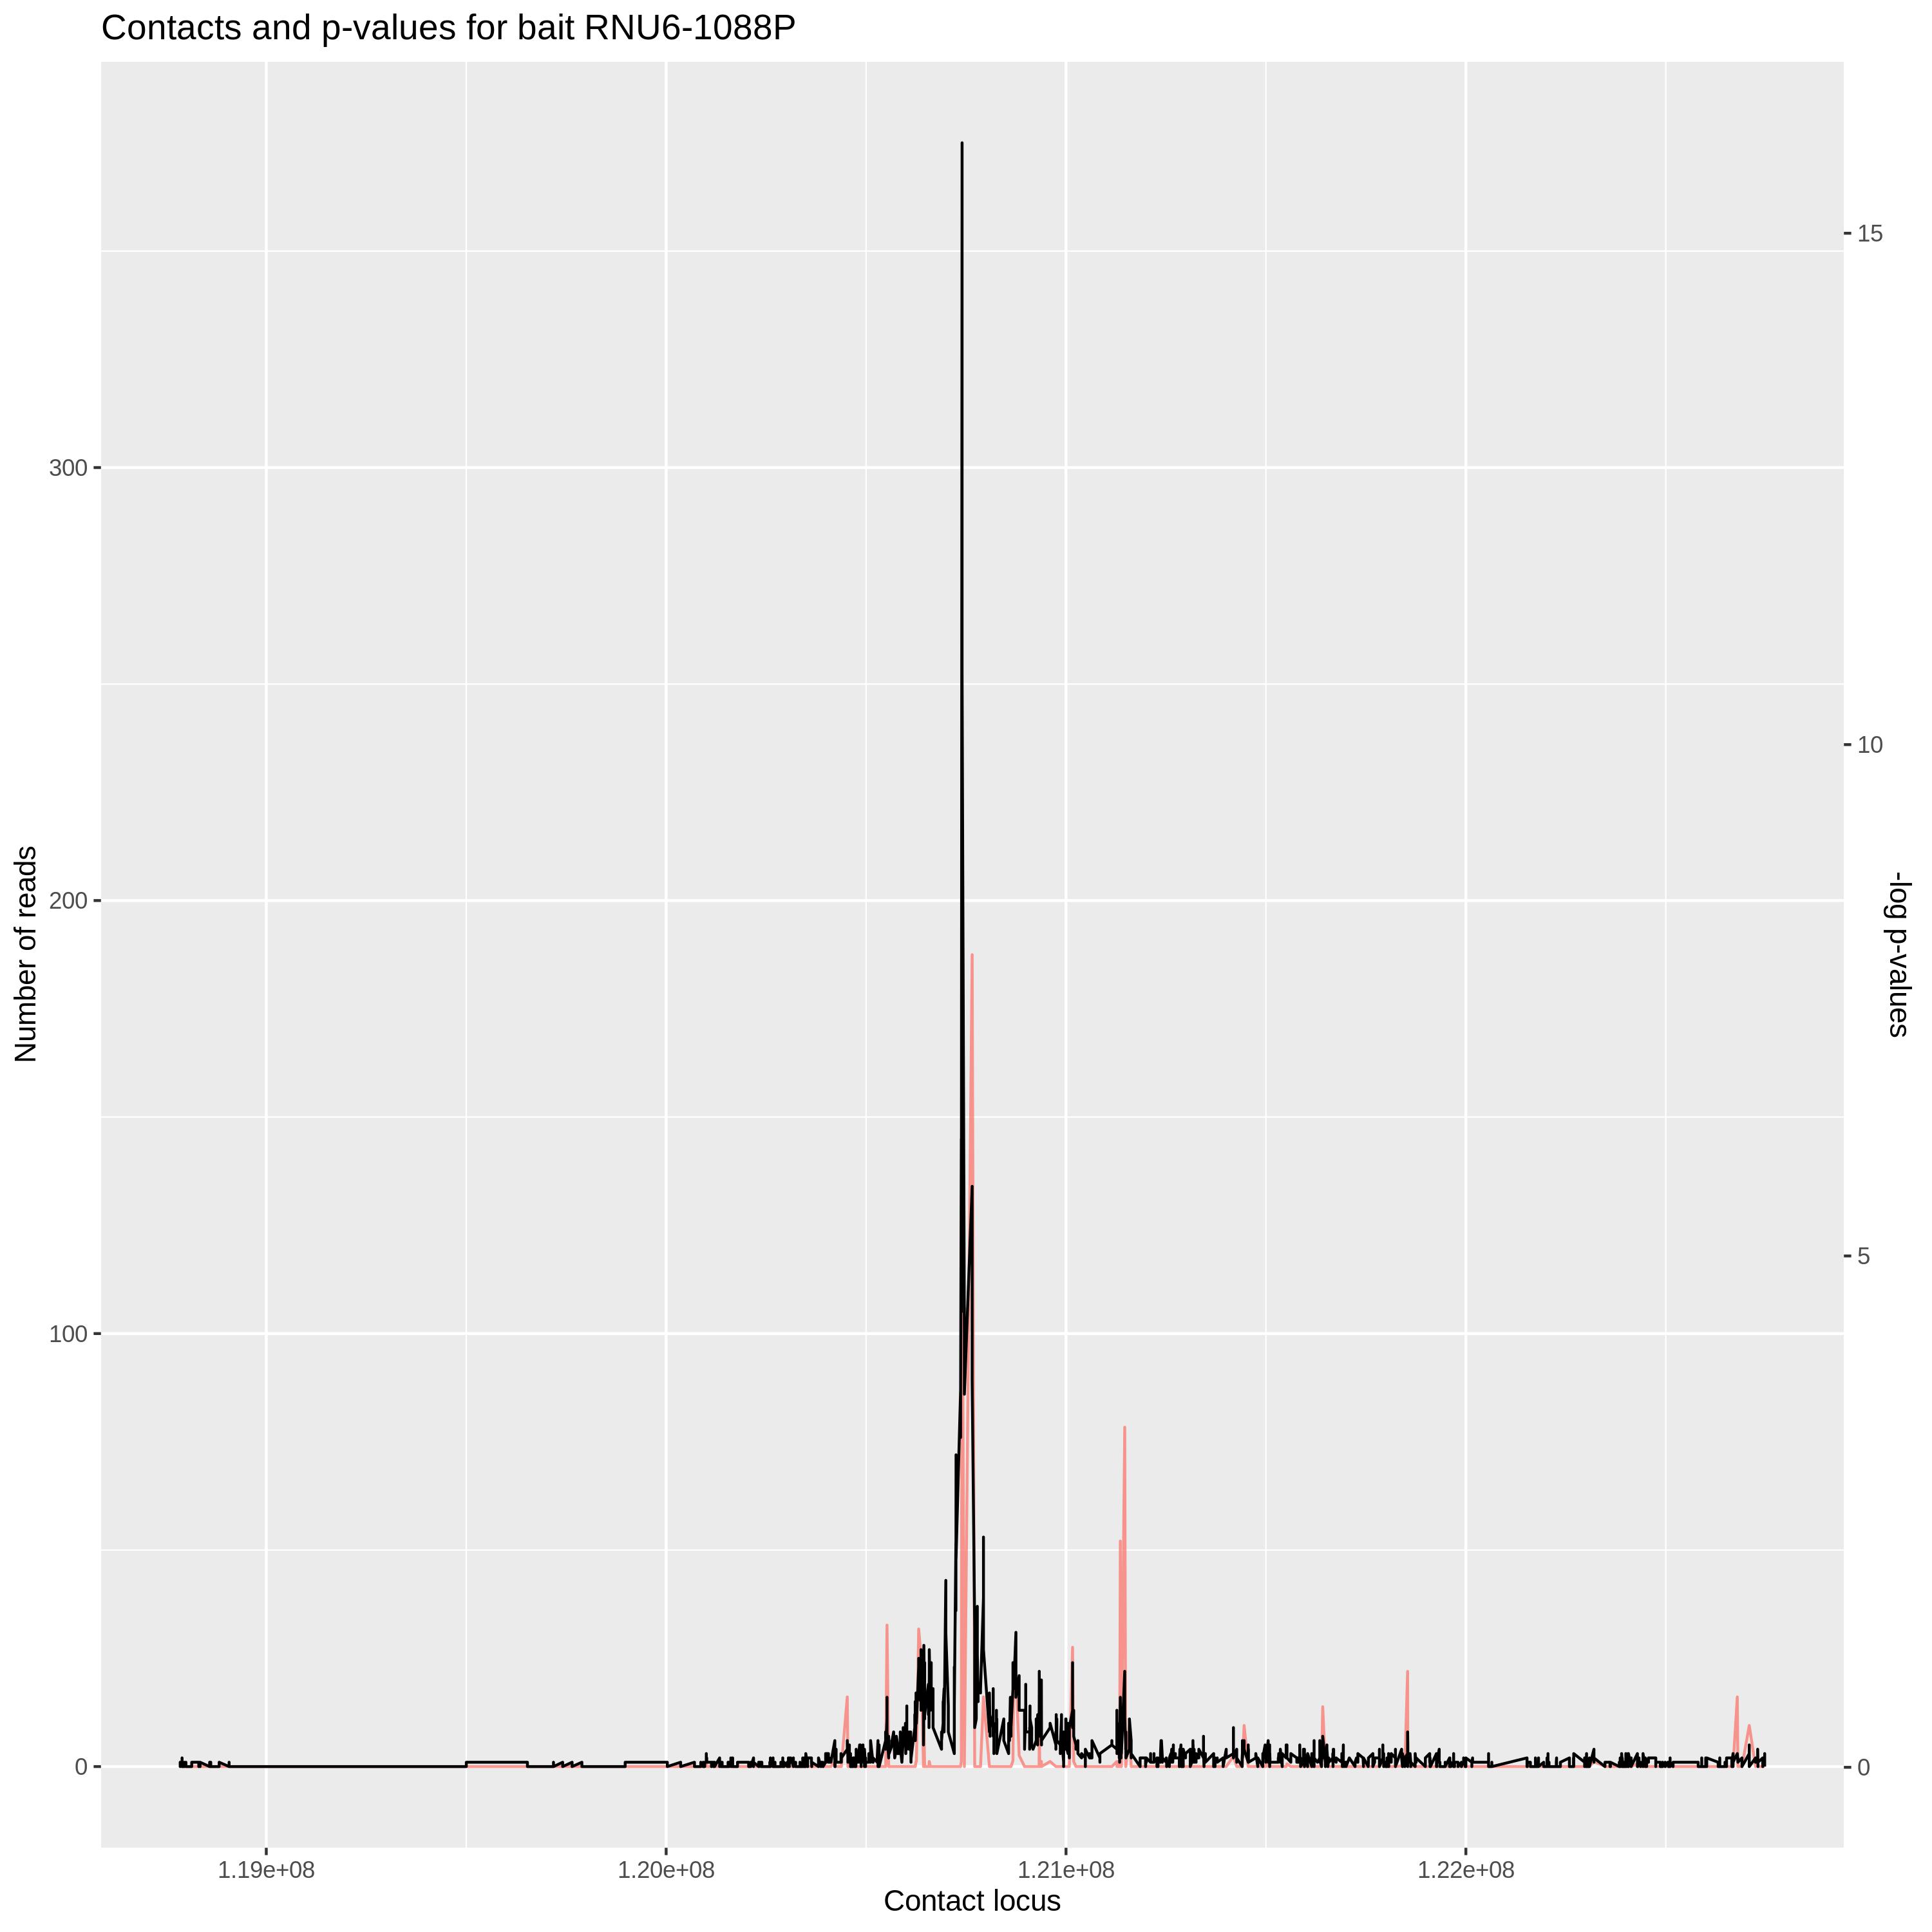 Contacts and p-values for bait RNU6-1088P
Number of reads
300
200
100
0
15
10
5
0
-log p-values
1.19e+08
1.20e+08
1.21e+08
1.22e+08
Contact locus